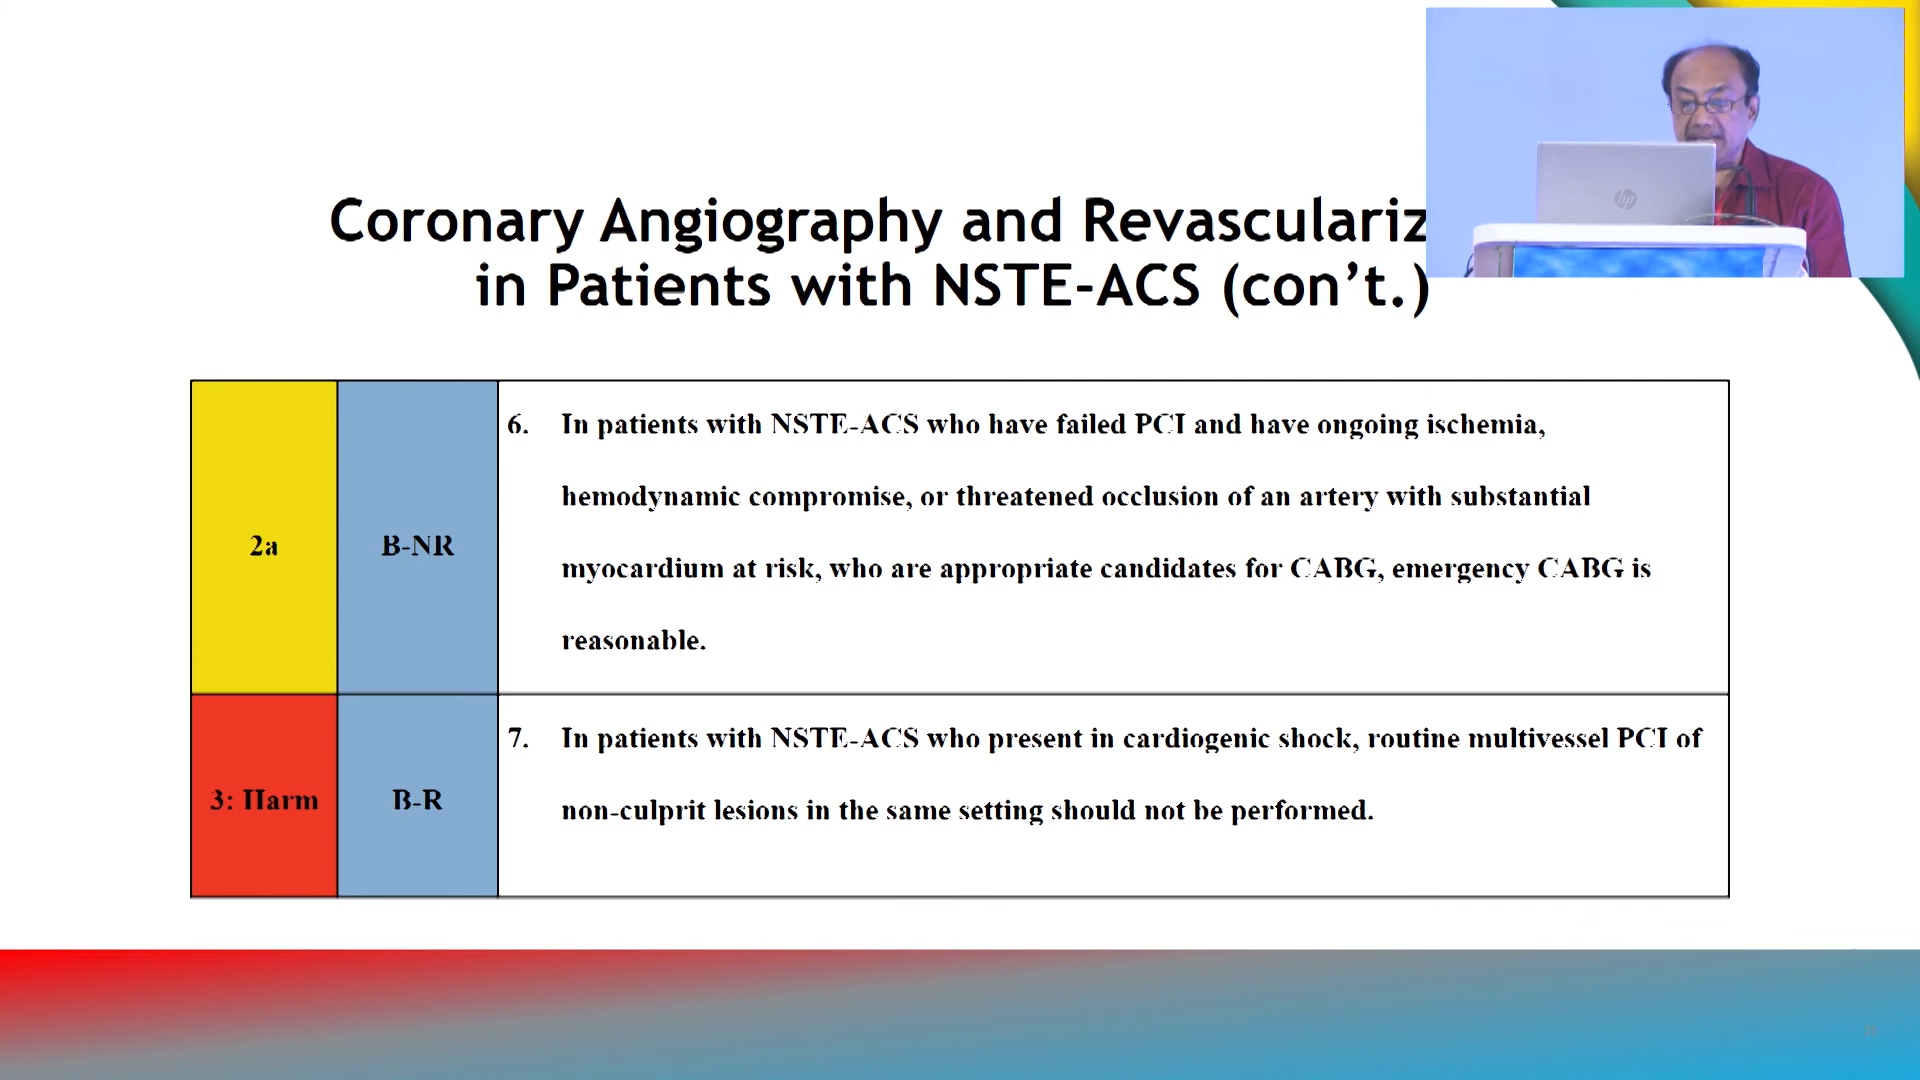 Coronary Angiography and Revasculariz
in Patients with NSTE-ACS (con’t.)
2a
B-NR
6. In patients with NSTE-ACS who have failed PCI and have ongoing ischemia,
hemodynamic compromise, or threatened occlusion of an artery with substantial
myocardium at risk, who are appropriate candidates for CABG, emergency CABG is
reasonable.
3: Harm
B-R
7. In patients with NSTE-ACS who present in cardiogenic shock, routine multivessel PCI of
non-culprit lesions in the same setting should not be performed.
hp